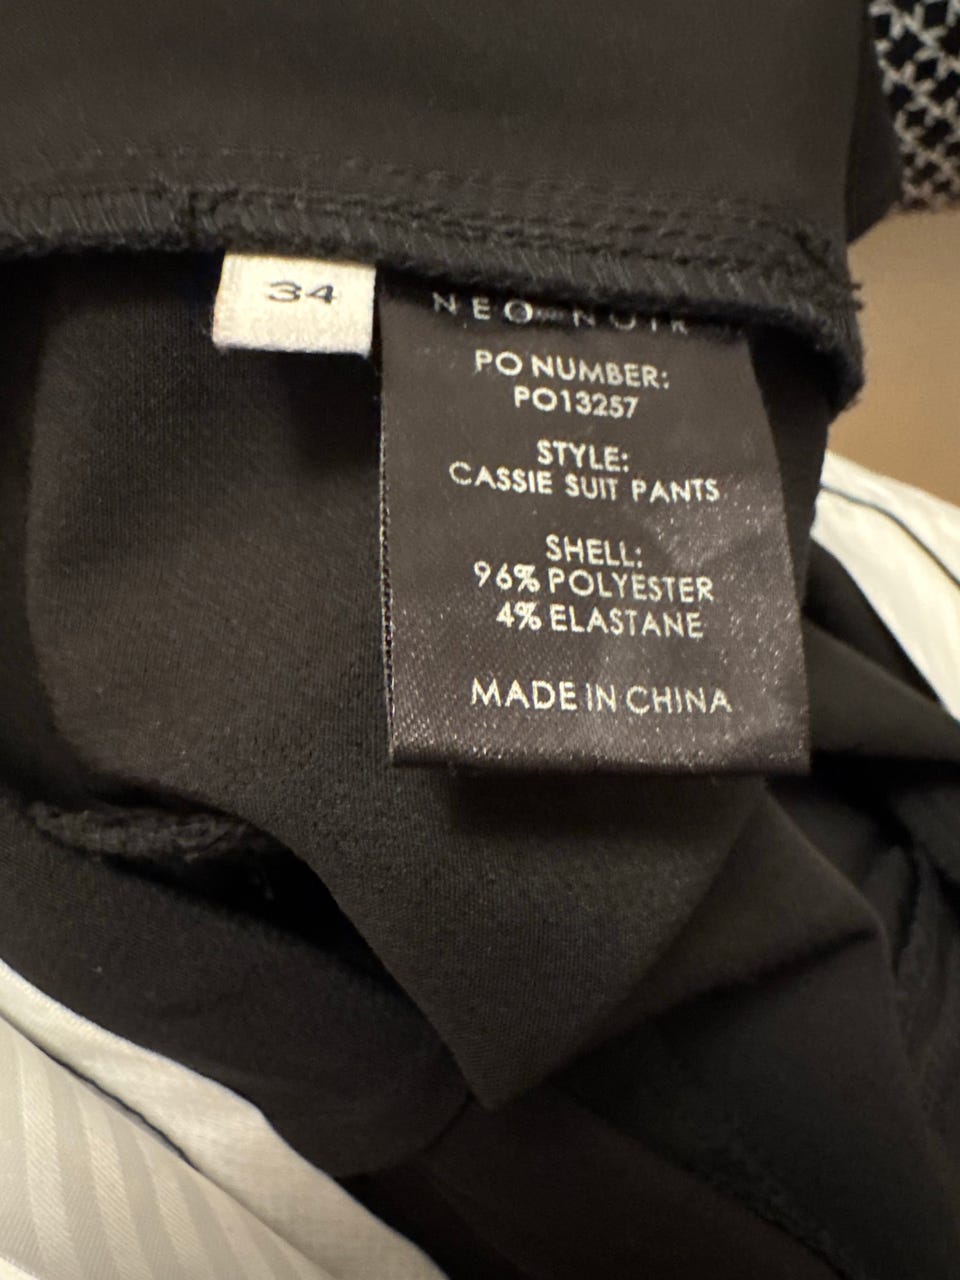 34
NEO NOIR
PO NUMBER:
PO13257
STYLE:
CASSIE SUIT PANTS
SHELL:
96% POLYESTER
4% ELASTANE
MADE IN CHINA